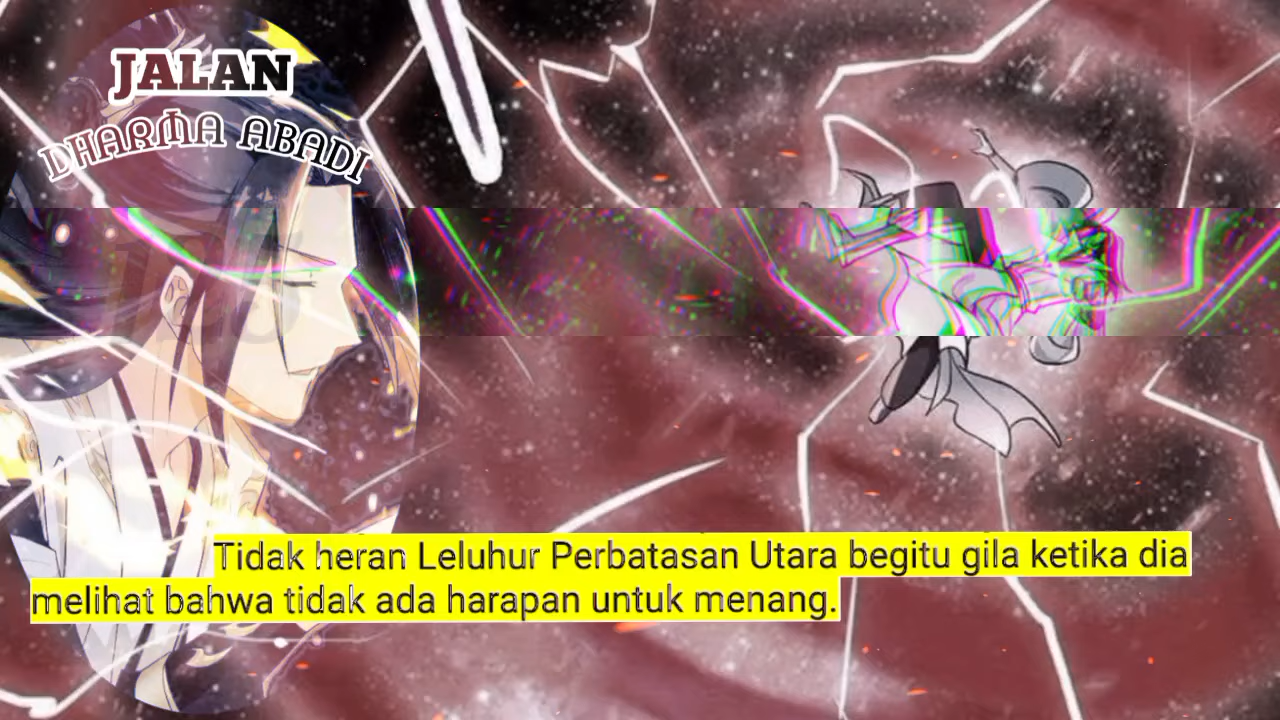 JALAN
DHARMA ABADI
Tidak heran Leluhur Perbatasan Utara begitu gila ketika dia
melihat bahwa tidak ada harapan untuk menang.